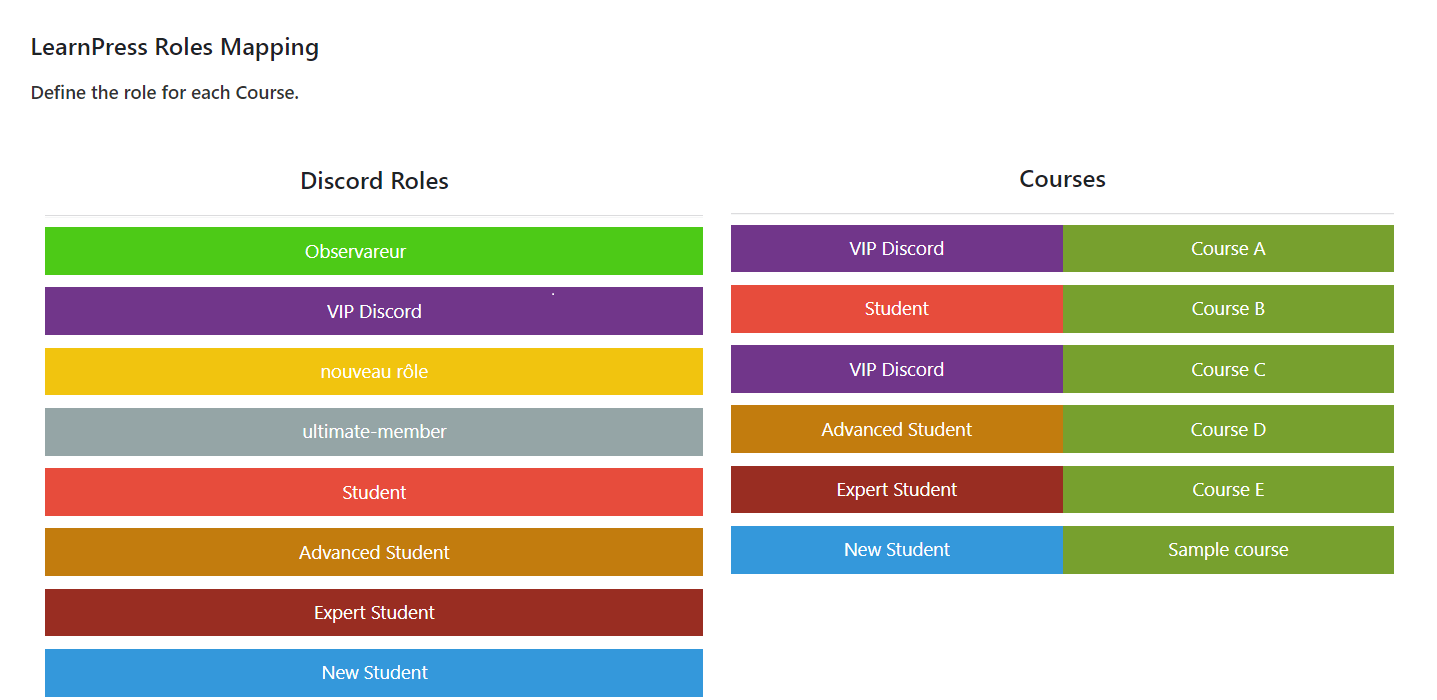 LearnPress Roles Mapping
Define the role for each Course.
Discord Roles
Observareur
VIP Discord
nouveau rôle
ultimate-member
Student
Advanced Student
Expert Student
New Student
Courses
VIP Discord Course A
Student Course B
VIP Discord Course C
Advanced Student Course D
Expert Student Course E
New Student Sample course